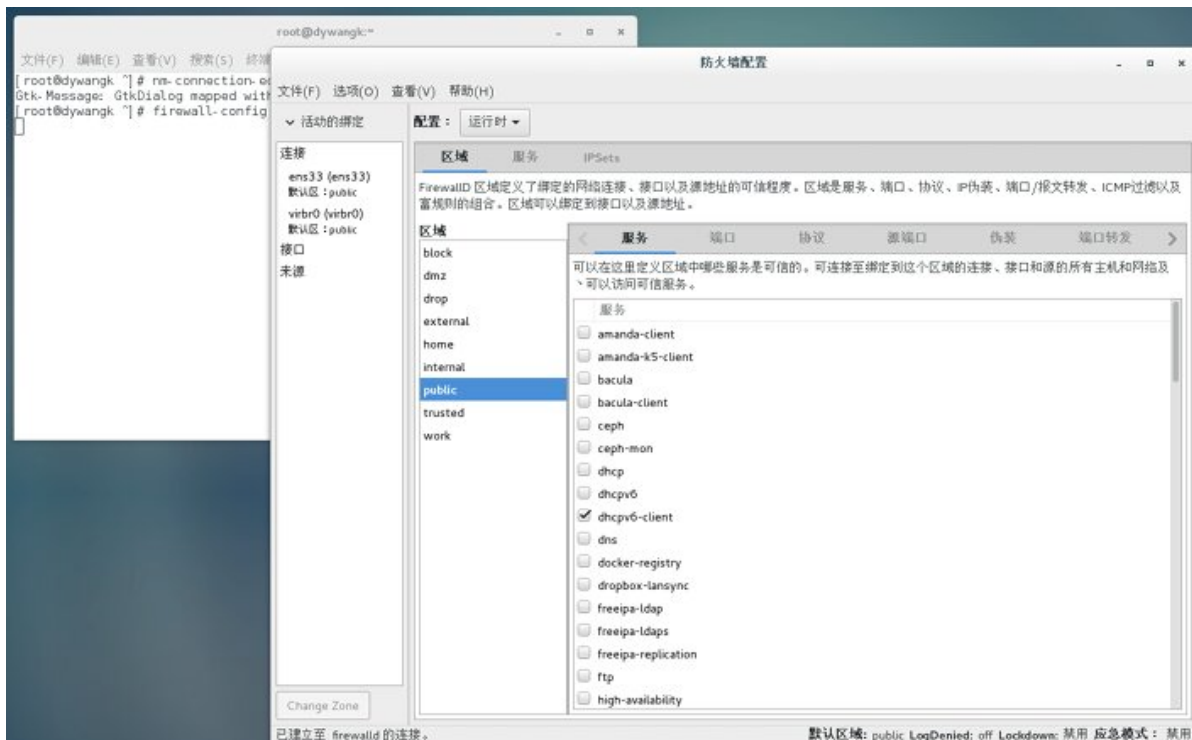 root@dywangk:~
文件(F) 编辑(E) 查看(V) 搜索(S) 终端
[root@dywangk ~]# nm-connection-ed
Gtk-Message: GtkDialog mapped with
[root@dywangk ~]# firewall-config
防火墙配置
文件(F) 选项(O) 查看(V) 帮助(H)
活动的绑定
配置: 运行时
连接
ens33 (ens33)
默认区:public
virbr0 (virbr0)
默认区:public
接口
来源
Change Zone
区域 服务 IPSets
FirewallD 区域定义了绑定的网络连接、接口以及源地址的可信程度。区域是服务、端口、协议、IP伪装、端口/报文转发、ICMP过滤以及
富规则的组合。区域可以绑定到接口以及源地址。
区域
block
dmz
drop
external
home
internal
public
trusted
work
服务 端口 协议 源端口 伪装 端口转发
可以在这里定义区域中哪些服务是可信的。可连接至绑定到这个区域的连接、接口和源的所有主机和网络及
、可以访问可信服务。
服务
amanda-client
amanda-k5-client
bacula
bacula-client
ceph
ceph-mon
dhcp
dhcpv6
dhcpv6-client
dns
docker-registry
dropbox-lansync
freeipa-ldap
freeipa-ldaps
freeipa-replication
ftp
high-availability
已建立至 firewalld 的连接。
默认区域: public LogDenied: off Lockdown: 禁用 应急模式: 禁用